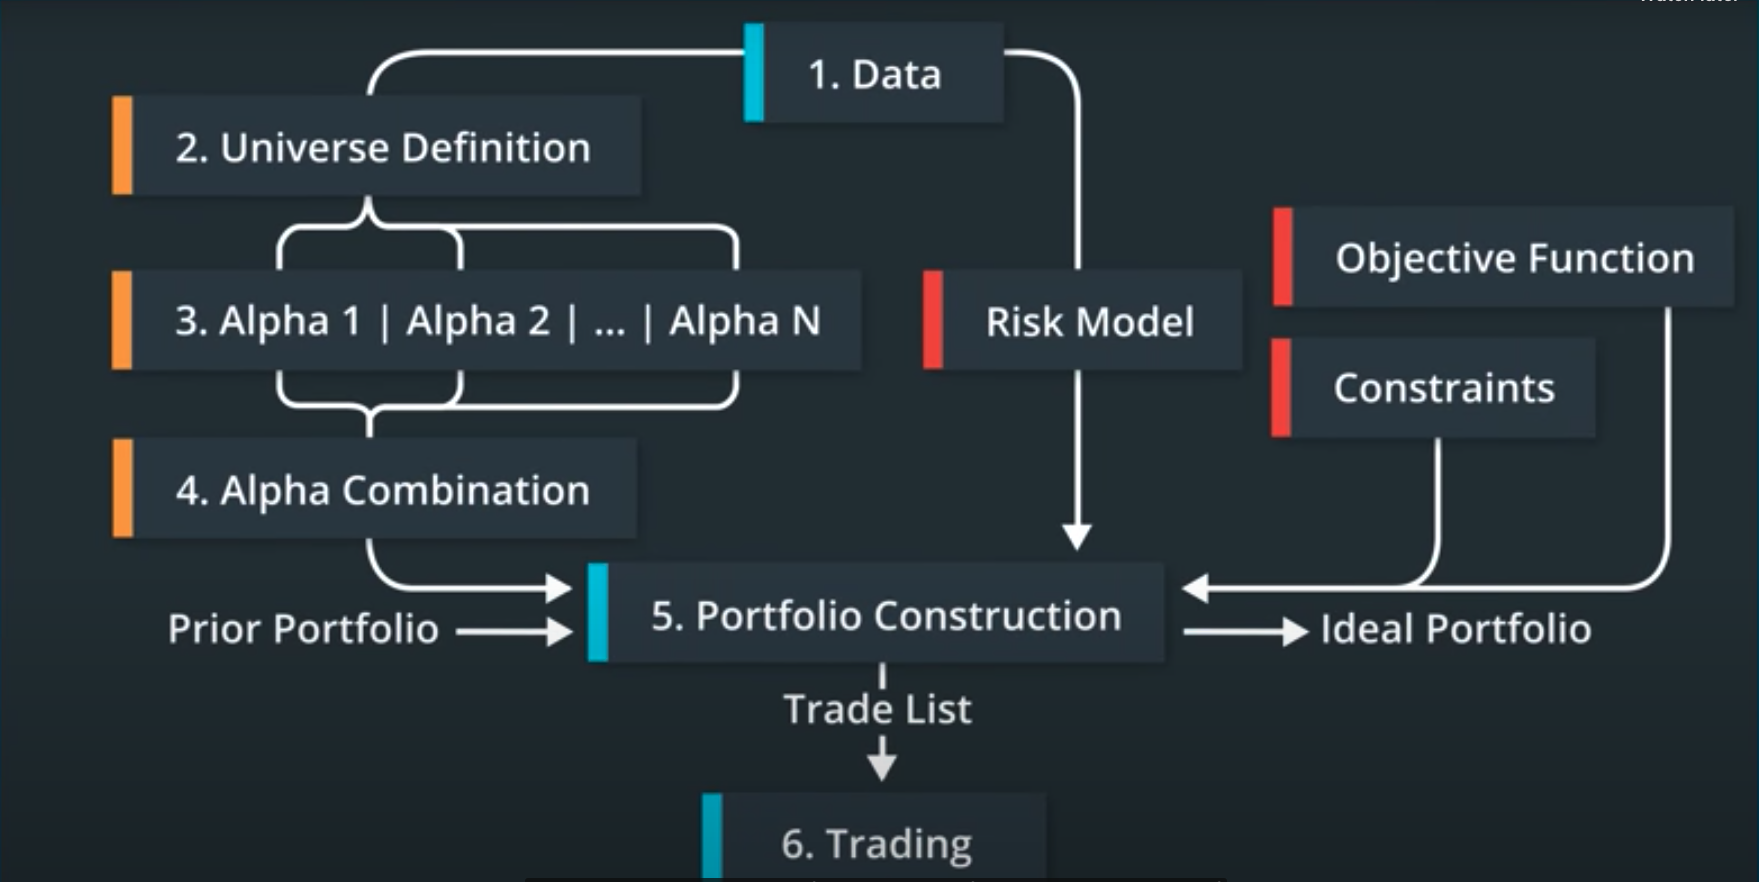 1. Data
2. Universe Definition
Objective Function
3. Alpha 1 | Alpha 2 | ... | Alpha N
Risk Model
Constraints
4. Alpha Combination
5. Portfolio Construction
Prior Portfolio
Ideal Portfolio
Trade List
6. Trading